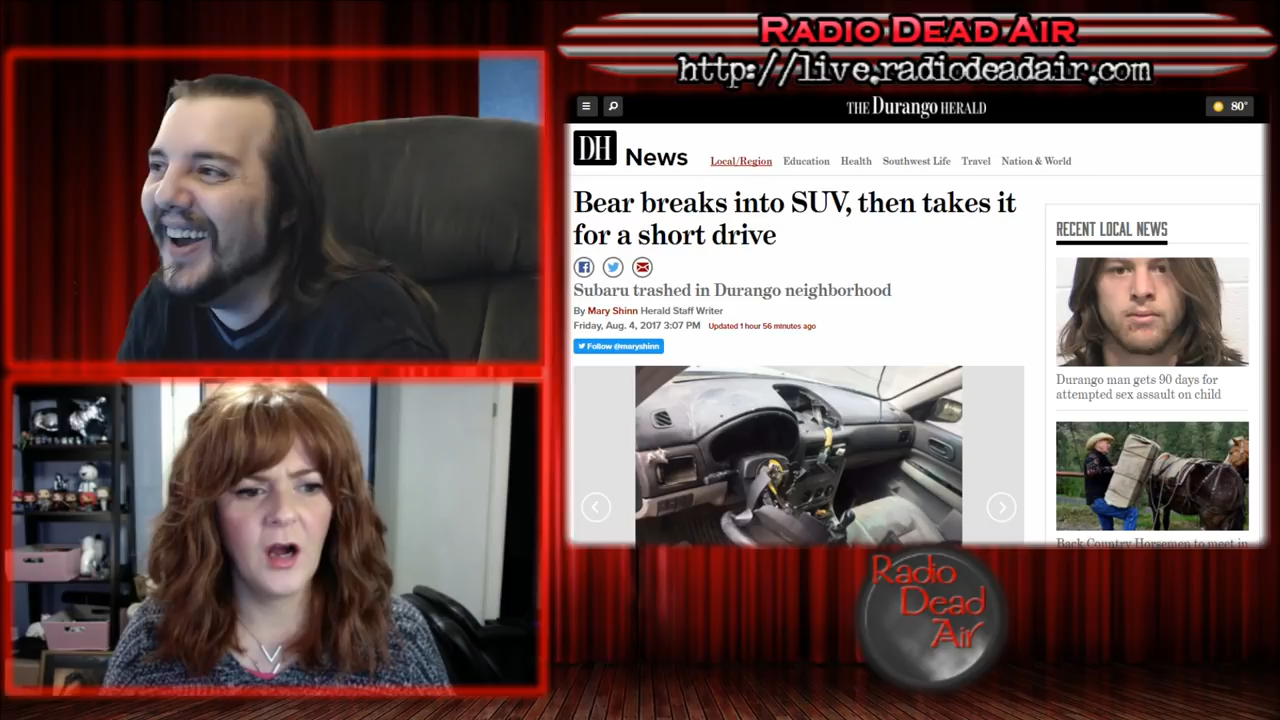 Radio Dead Air
http://live.radiodeadair.com
THE Durango HERALD
80°
DH News
Local/Region Education Health Southwest Life Travel Nation & World
Bear breaks into SUV, then takes it
for a short drive
Subaru trashed in Durango neighborhood
By Mary Shinn Herald Staff Writer
Friday, Aug. 4, 2017 3:07 PM Updated 1 hour 56 minutes ago
Follow @maryshinn
RECENT LOCAL NEWS
Durango man gets 90 days for
attempted sex assault on child
Back Country Horsemen to meet in
Radio
Dead
Air